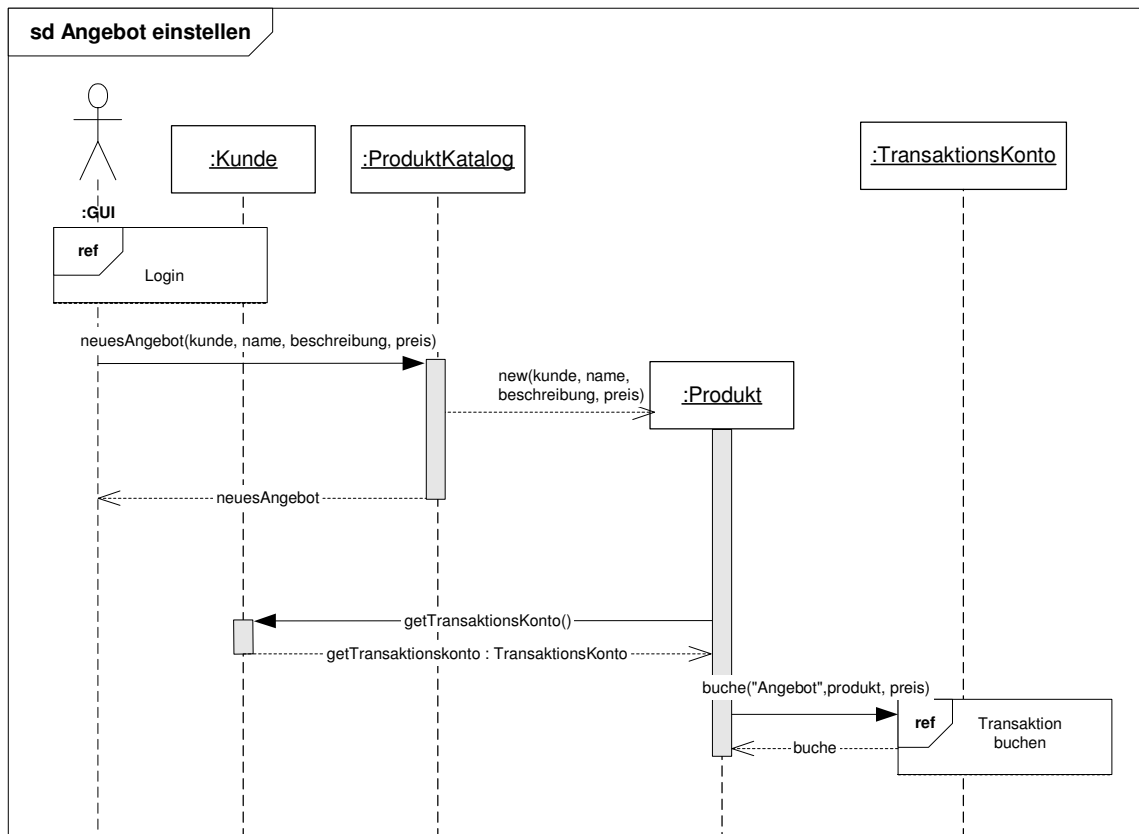 sd Angebot einstellen
:Kunde
:ProduktKatalog
:TransaktionsKonto
:GUI
ref
Login
neuesAngebot(kunde, name, beschreibung, preis)
new(kunde, name,
beschreibung, preis)
:Produkt
neuesAngebot
getTransaktionsKonto()
getTransaktionskonto : TransaktionsKonto
buche("Angebot",produkt, preis)
ref
Transaktion
buchen
buche